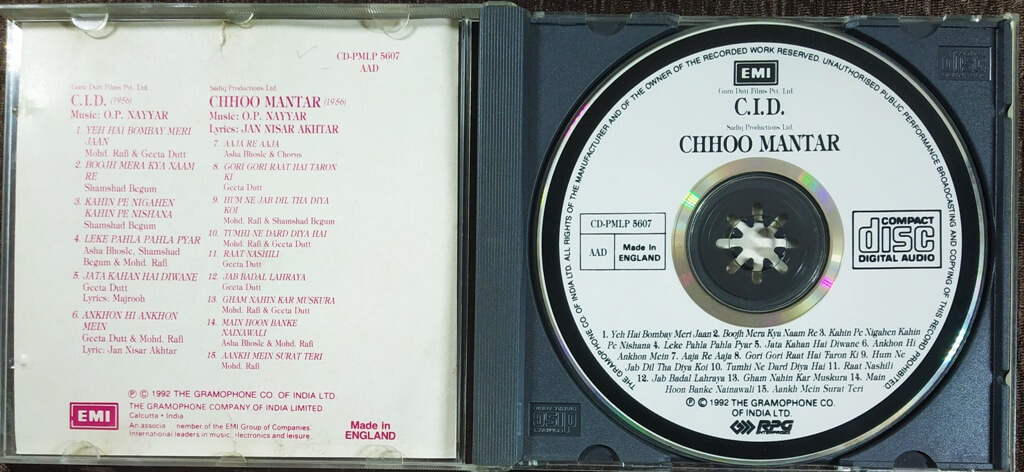 CD-PMLP 5607
AAD
Guru Dutt Films Pvt. Ltd.
C.I.D. (1956)
Music: O.P. NAYYAR
1. YEH HAI BOMBAY MERI
JAAN
Mohd. Rafi & Geeta Dutt
2. BOOJH MERA KYA NAAM
RE
Shamshad Begum
3. KAHIN PE NIGAHEN
KAHIN PE NISHANA
Shamshad Begum
4. LEKE PAHLA PAHLA PYAR
Asha Bhosle, Shamshad
Begum & Mohd. Rafi
5. JATA KAHAN HAI DIWANE
Geeta Dutt
Lyrics: Majrooh
6. ANKHON HI ANKHON
MEIN
Geeta Dutt & Mohd. Rafi
Lyric: Jan Nisar Akhtar
Sadiq Productions Ltd.
CHHOO MANTAR (1956)
Music: O.P. NAYYAR
Lyrics: JAN NISAR AKHTAR
7. AAJA RE AAJA
Asha Bhosle & Chorus
8. GORI GORI RAAT HAI TARON
KI
Geeta Dutt
9. HUM NE JAB DIL THA DIYA
KOI
Mohd. Rafi & Shamshad Begum
10. TUMHI NE DARD DIYA HAI
Mohd. Rafi & Geeta Dutt
11. RAAT NASHILI
Geeta Dutt
12. JAB BADAL LAHRAYA
Geeta Dutt
13. GHAM NAHIN KAR MUSKURA
Mohd. Rafi & Geeta Dutt
14. MAIN HOON BANKE
NAINAWALI
Asha Bhosle & Mohd. Rafi
15. AANKH MEIN SURAT TERI
Mohd. Rafi
℗ © 1992 THE GRAMOPHONE CO. OF INDIA LTD.
EMI
THE GRAMOPHONE COMPANY OF INDIA LIMITED
Calcutta • India
An associa member of the EMI Group of Companies.
International leaders in music, electronics and leisure.
Made in
ENGLAND
THE GRAMOPHONE CO. OF INDIA LTD. ALL RIGHTS OF THE MANUFACTURER AND OF THE OWNER OF THE RECORDED WORK RESERVED. UNAUTHORISED PUBLIC PERFORMANCE BROADCASTING AND COPYING OF THIS RECORD PROHIBITED.
EMI
Guru Dutt Films Pvt. Ltd.
C.I.D.
Sadiq Productions Ltd.
CHHOO MANTAR
CD-PMLP 5607
AAD
Made in
ENGLAND
COMPACT
disc
DIGITAL AUDIO
1. Yeh Hai Bombay Meri Jaan 2. Boojh Mera Kya Naam Re 3. Kahin Pe Nigahen Kahin
Pe Nishana 4. Leke Pahla Pahla Pyar 5. Jata Kahan Hai Diwane 6. Ankhon Hi
Ankhon Mein 7. Aaja Re Aaja 8. Gori Gori Raat Hai Taron Ki 9. Hum Ne
Jab Dil Tha Diya Koi 10. Tumhi Ne Dard Diya Hai 11. Raat Nashili
12. Jab Badal Lahraya 13. Gham Nahin Kar Muskura 14. Main
Hoon Banke Nainawali 15. Aankh Mein Surat Teri
℗ © 1992 THE GRAMOPHONE CO.
OF INDIA LTD.
RPG
ENTERPRISES